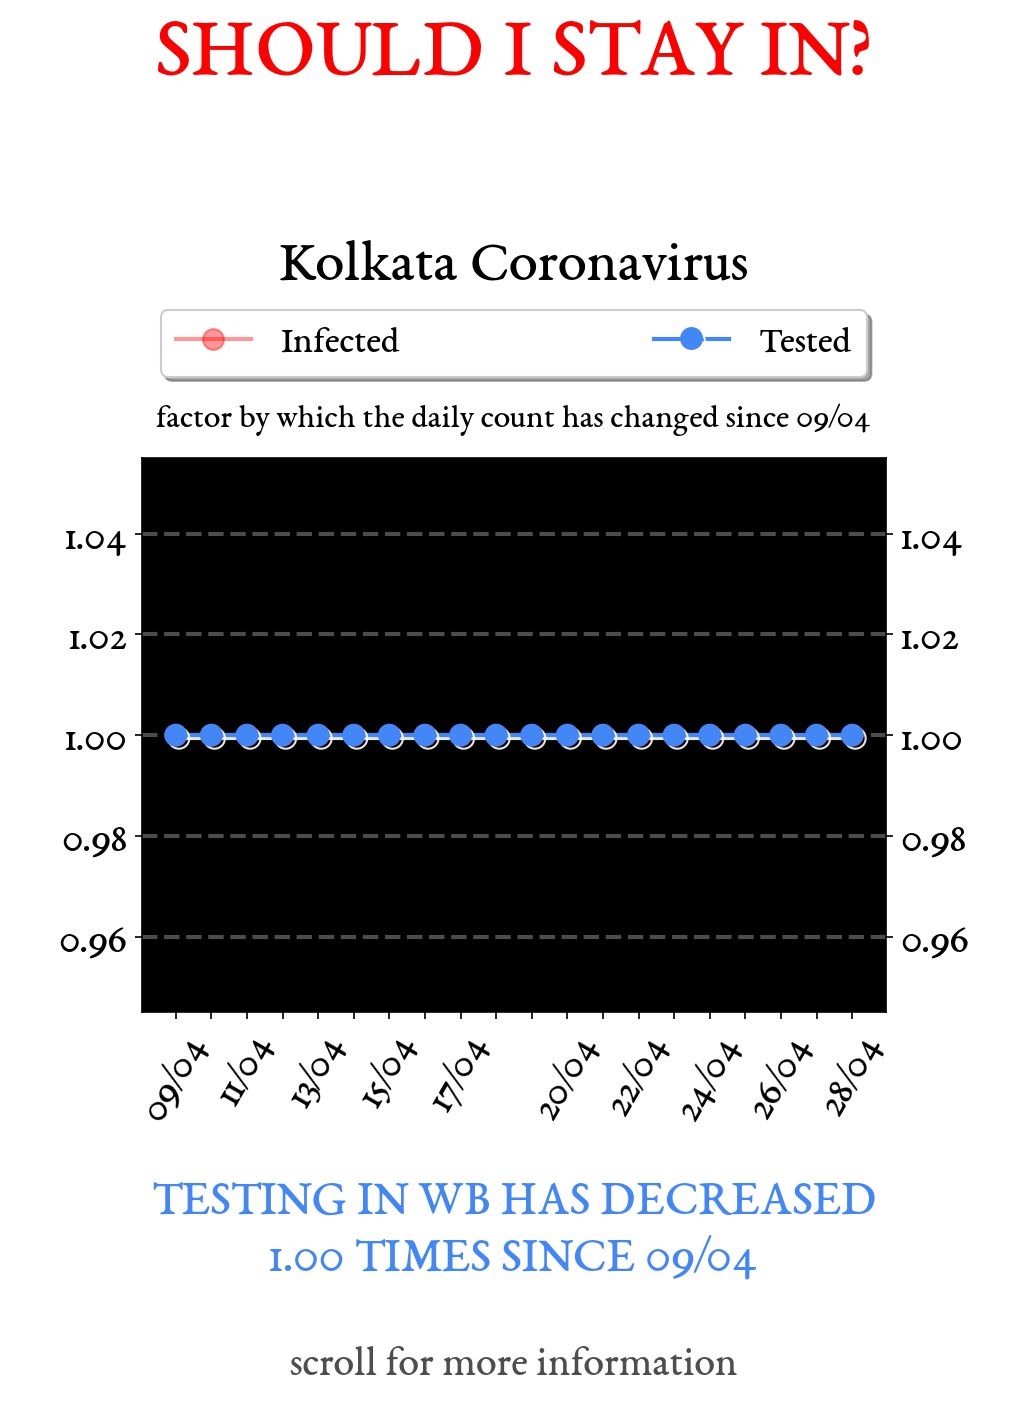 SHOULD I STAY IN?
Kolkata Coronavirus
Infected Tested
factor by which the daily count has changed since 09/04
1.04 1.04
1.02 1.02
1.00 1.00
0.98 0.98
0.96 0.96
09/04 11/04 13/04 15/04 17/04 20/04 22/04 24/04 26/04 28/04
TESTING IN WB HAS DECREASED
1.00 TIMES SINCE 09/04
scroll for more information